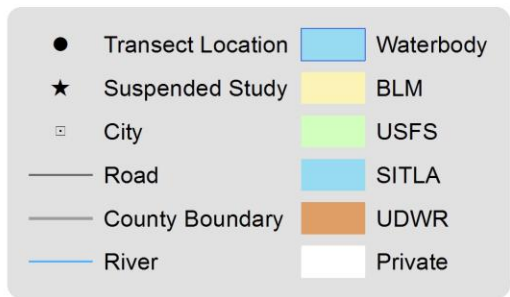 Transect Location
Suspended Study
City
Road
County Boundary
River
Waterbody
BLM
USFS
SITLA
UDWR
Private